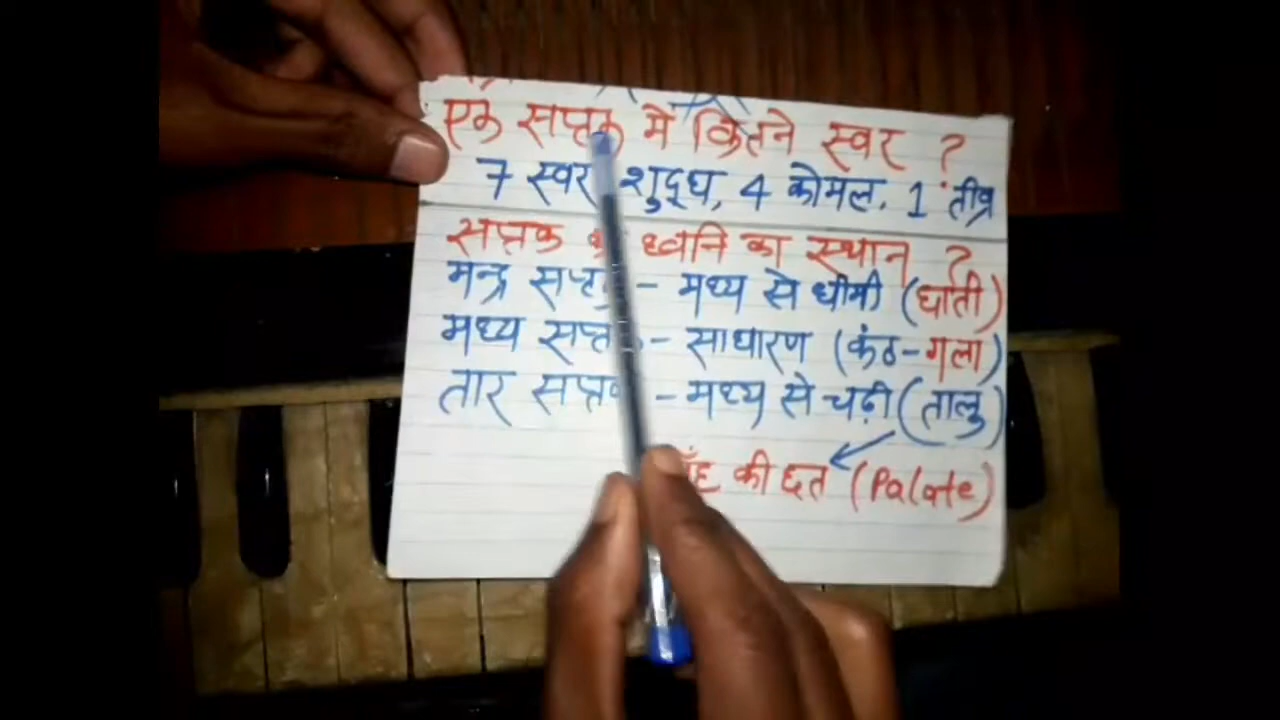 एक सप्तक में कितने स्वर ?
7 स्वर शुद्ध, 4 कोमल, 1 तीव्र
सप्तक ध्वनि का स्थान ?
मन्द्र सप्तक - मध्य से धीमी (छाती)
मध्य सप्तक - साधारण (कंठ-गला)
तार सप्तक - मध्य से चढ़ी (तालु)
की छत (Palate)